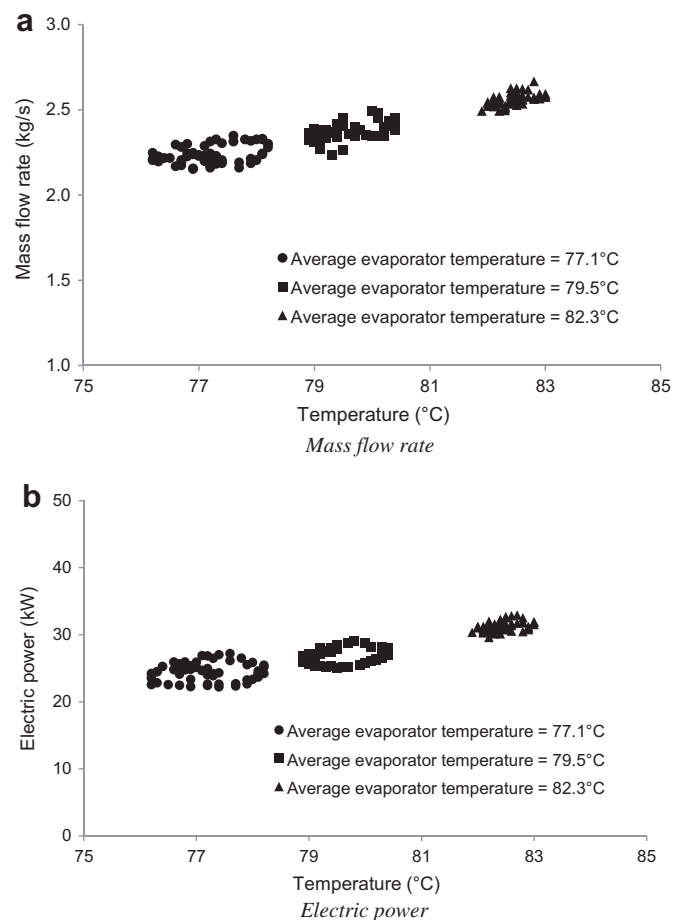 a
3.0
2.5
2.0
1.5
1.0
Mass flow rate (kg/s)
● Average evaporator temperature = 77.1°C
■ Average evaporator temperature = 79.5°C
▲ Average evaporator temperature = 82.3°C
75 77 79 81 83 85
Temperature (°C)
Mass flow rate
b
50
40
30
20
10
0
Electric power (kW)
● Average evaporator temperature = 77.1°C
■ Average evaporator temperature = 79.5°C
▲ Average evaporator temperature = 82.3°C
75 77 79 81 83 85
Temperature (°C)
Electric power